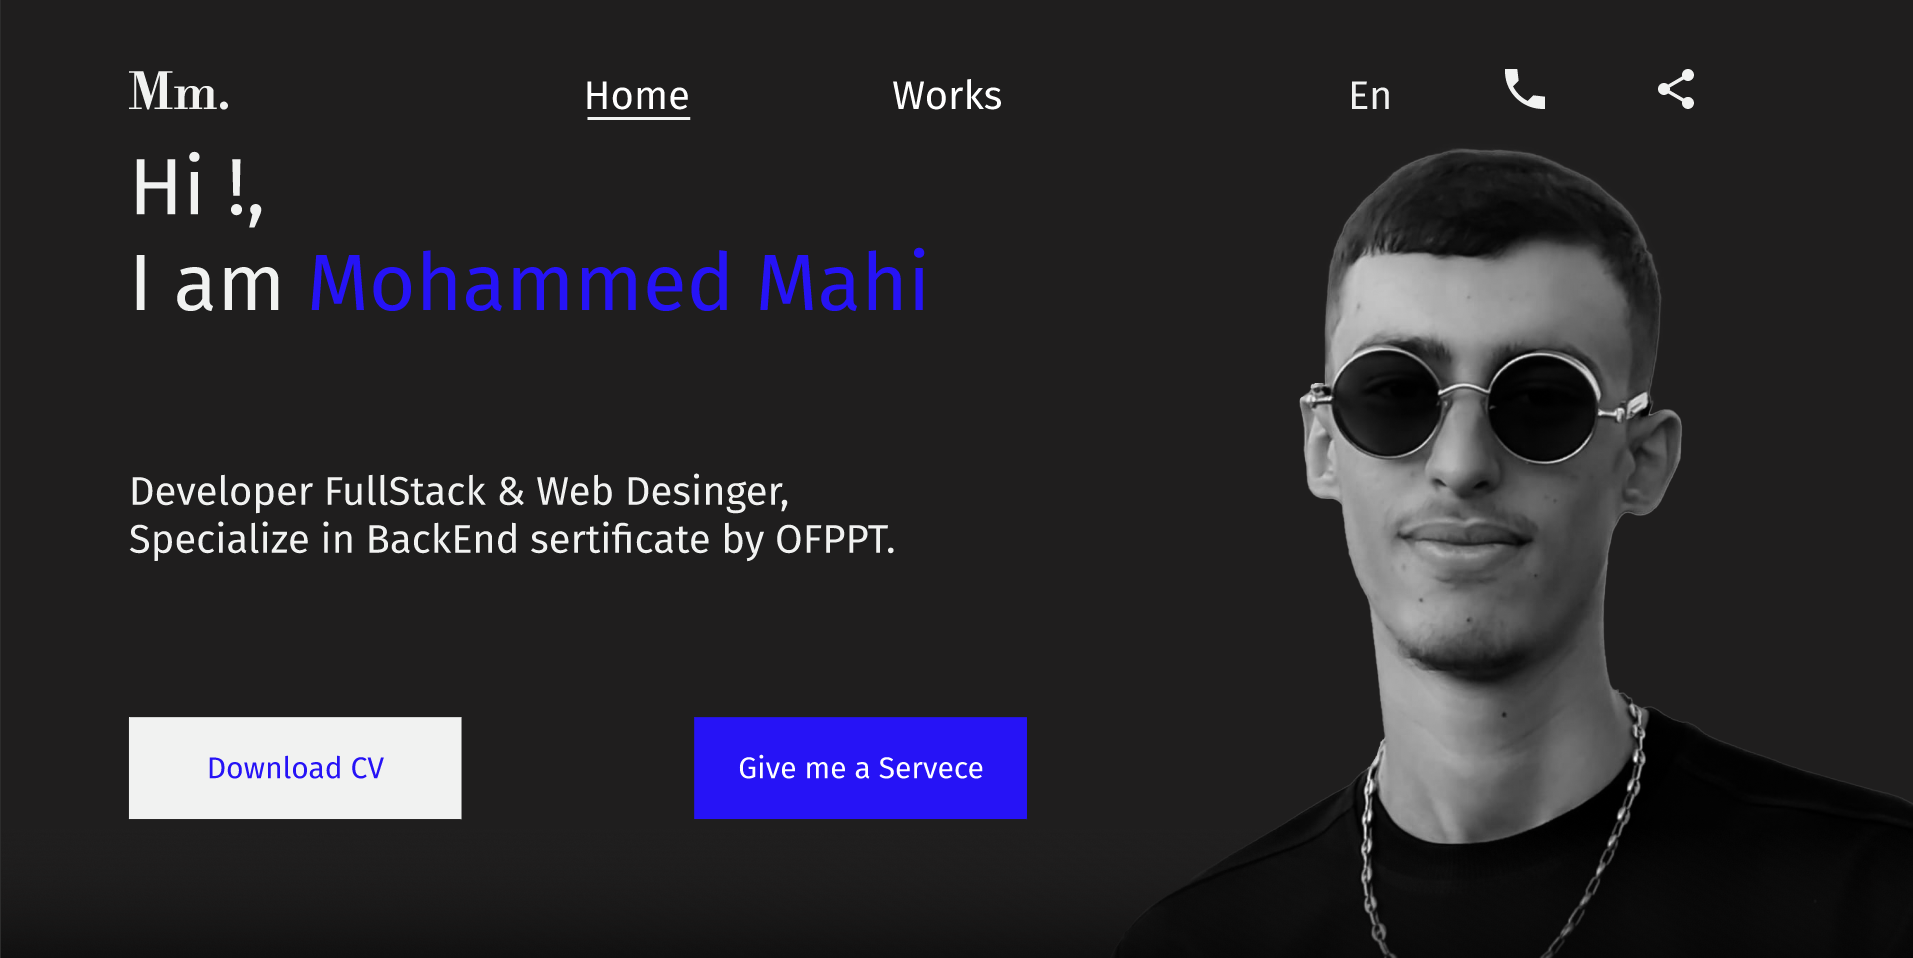 Mm.
Home
Works
En
Hi !,
I am Mohammed Mahi
Developer FullStack & Web Desinger,
Specialize in BackEnd sertificate by OFPPT.
Download CV
Give me a Servece